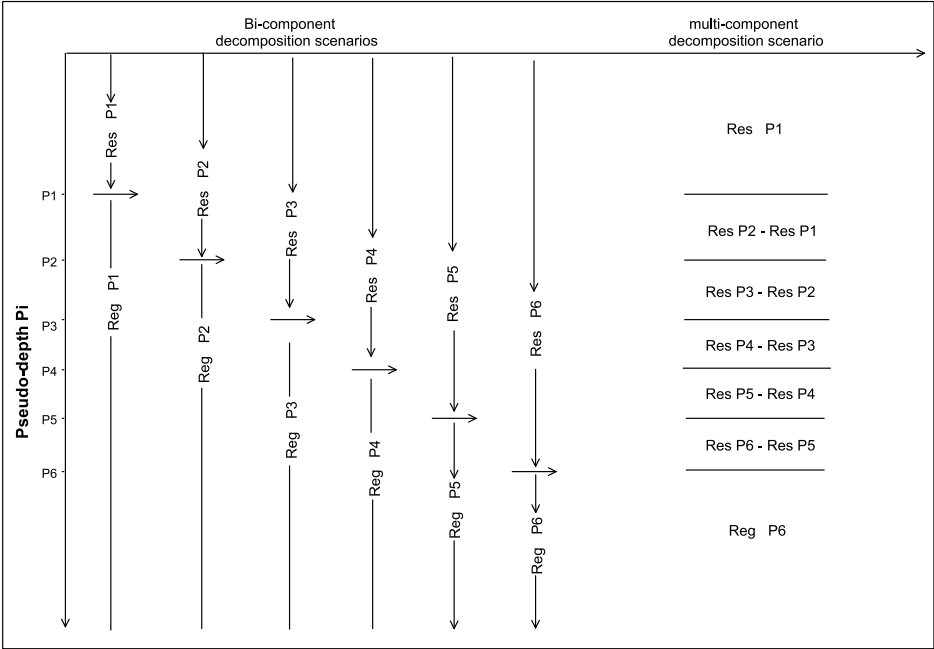 Bi-component
decomposition scenarios
multi-component
decomposition scenario
Pseudo-depth Pi
P1
P2
P3
P4
P5
P6
Res P1
Reg P1
Res P2
Reg P2
Res P3
Reg P3
Res P4
Reg P4
Res P5
Reg P5
Res P6
Reg P6
Res P1
Res P2 - Res P1
Res P3 - Res P2
Res P4 - Res P3
Res P5 - Res P4
Res P6 - Res P5
Reg P6